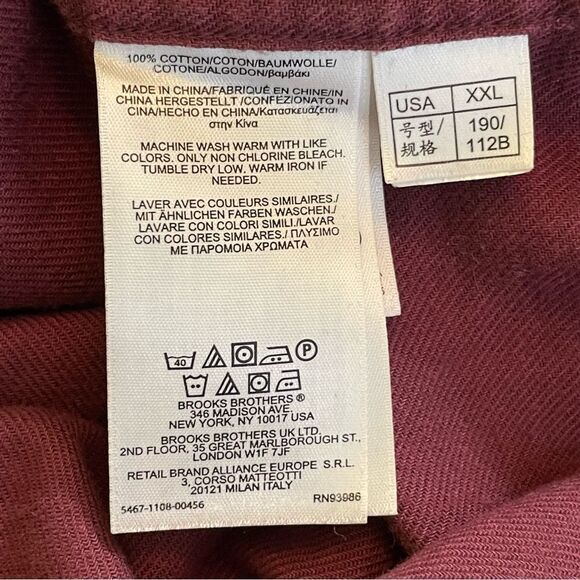 100% COTTON/COTON/BAUMWOLLE/
COTONE/ALGODON/βαμβάκι
MADE IN CHINA/FABRIQUÉ EN CHINE/IN
CHINA HERGESTELLT /CONFEZIONATO IN
CINA/HECHO EN CHINA/Κατασκευάζεται
στην Κίνα
MACHINE WASH WARM WITH LIKE
COLORS. ONLY NON CHLORINE BLEACH.
TUMBLE DRY LOW. WARM IRON IF
NEEDED.
LAVER AVEC COULEURS SIMILAIRES./
MIT ÄHNLICHEN FARBEN WASCHEN./
LAVARE CON COLORI SIMILI./LAVAR
CON COLORES SIMILARE./ ΠΛΥΣΙΜΟ
ΜΕ ΠΑΡΟΜΟΙΑ ΧΡΩΜΑΤΑ
40 P
BROOKS BROTHERS ®
346 MADISON AVE.
NEW YORK, NY 10017 USA
BROOKS BROTHERS UK LTD.
2ND FLOOR, 35 GREAT MARLBOROUGH ST.,
LONDON W1F 7JF
RETAIL BRAND ALLIANCE EUROPE S.R.L.
3, CORSO MATTEOTTI
20121 MILAN ITALY
5467-1108-00456 RN93986
USA XXL
号型/ 190/
规格 112B